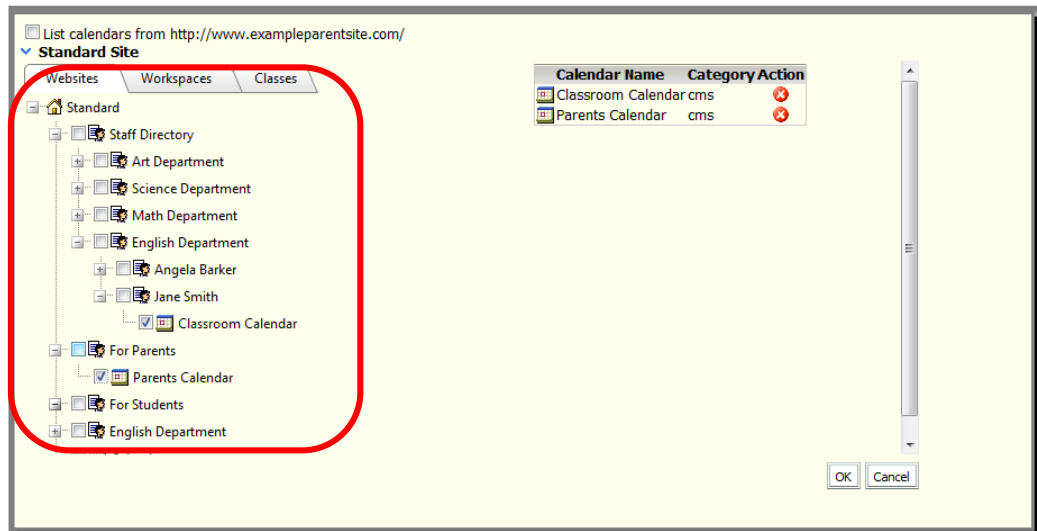 List calendars from http://www.exampleparentsite.com/
Standard Site
Websites Workspaces Classes
Calendar Name Category Action
Classroom Calendar cms
Parents Calendar cms
Standard
Staff Directory
Art Department
Science Department
Math Department
English Department
Angela Barker
Jane Smith
Classroom Calendar
For Parents
Parents Calendar
For Students
English Department
OK Cancel